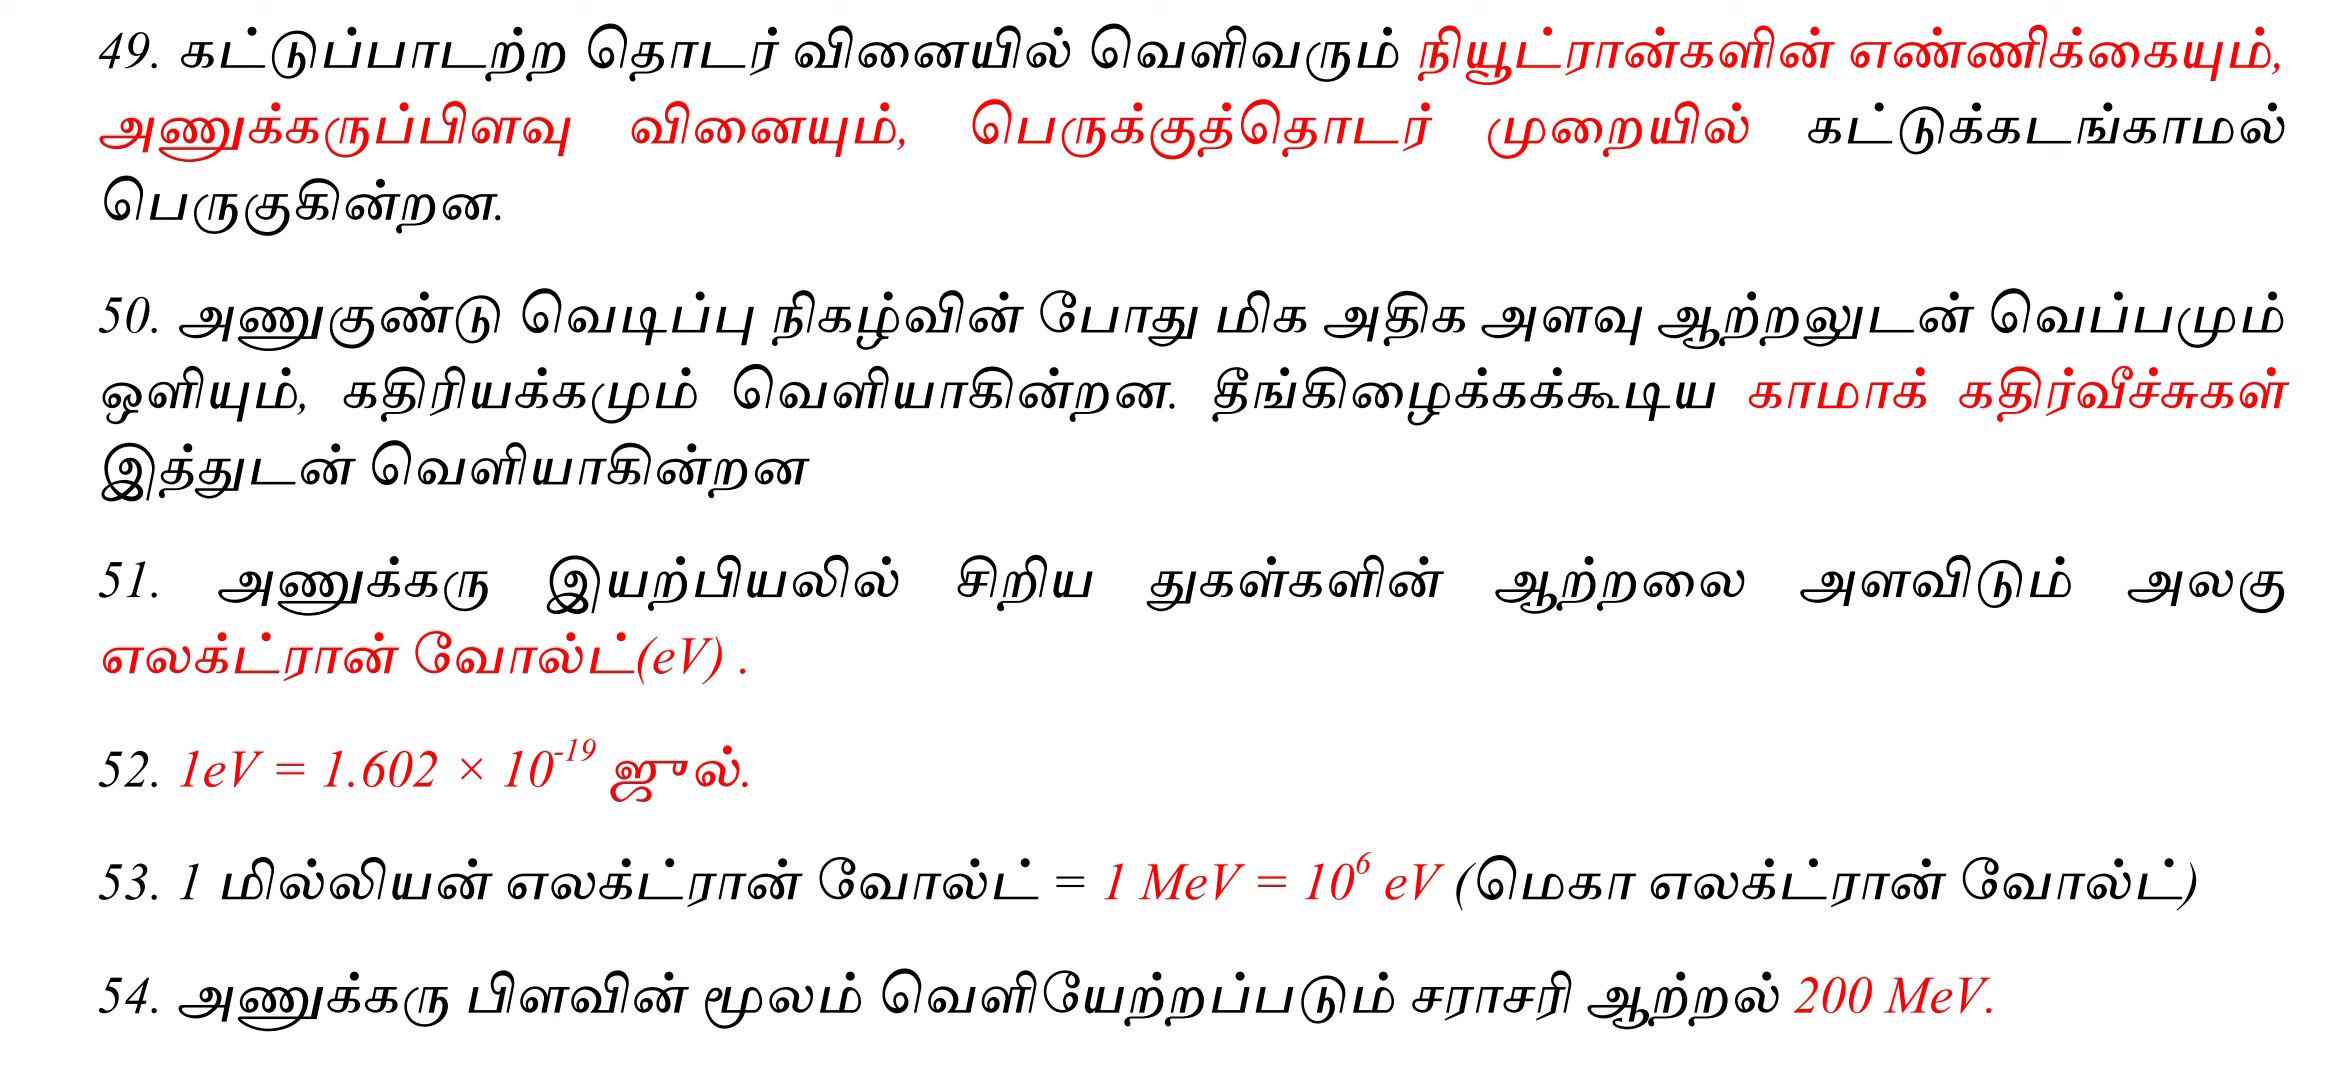 49. கட்டுப்பாடற்ற தொடர் வினையில் வெளிவரும் நியூட்ரான்களின் எண்ணிக்கையும்,
அணுக்கருப்பிளவு வினையும், பெருக்குத்தொடர் முறையில் கட்டுக்கடங்காமல்
பெருகுகின்றன.
50. அணுகுண்டு வெடிப்பு நிகழ்வின் போது மிக அதிக அளவு ஆற்றலுடன் வெப்பமும்
ஒளியும், கதிரியக்கமும் வெளியாகின்றன. தீங்கிழைக்கக்கூடிய காமாக் கதிர்வீச்சுகள்
இத்துடன் வெளியாகின்றன
51. அணுக்கரு இயற்பியலில் சிறிய துகள்களின் ஆற்றலை அளவிடும் அலகு
எலக்ட்ரான் வோல்ட்(eV) .
52. 1eV = 1.602 × 10⁻¹⁹ ஜுல்.
53. 1 மில்லியன் எலக்ட்ரான் வோல்ட் = 1 MeV = 10⁶ eV (மெகா எலக்ட்ரான் வோல்ட்)
54. அணுக்கரு பிளவின் மூலம் வெளியேற்றப்படும் சராசரி ஆற்றல் 200 MeV.